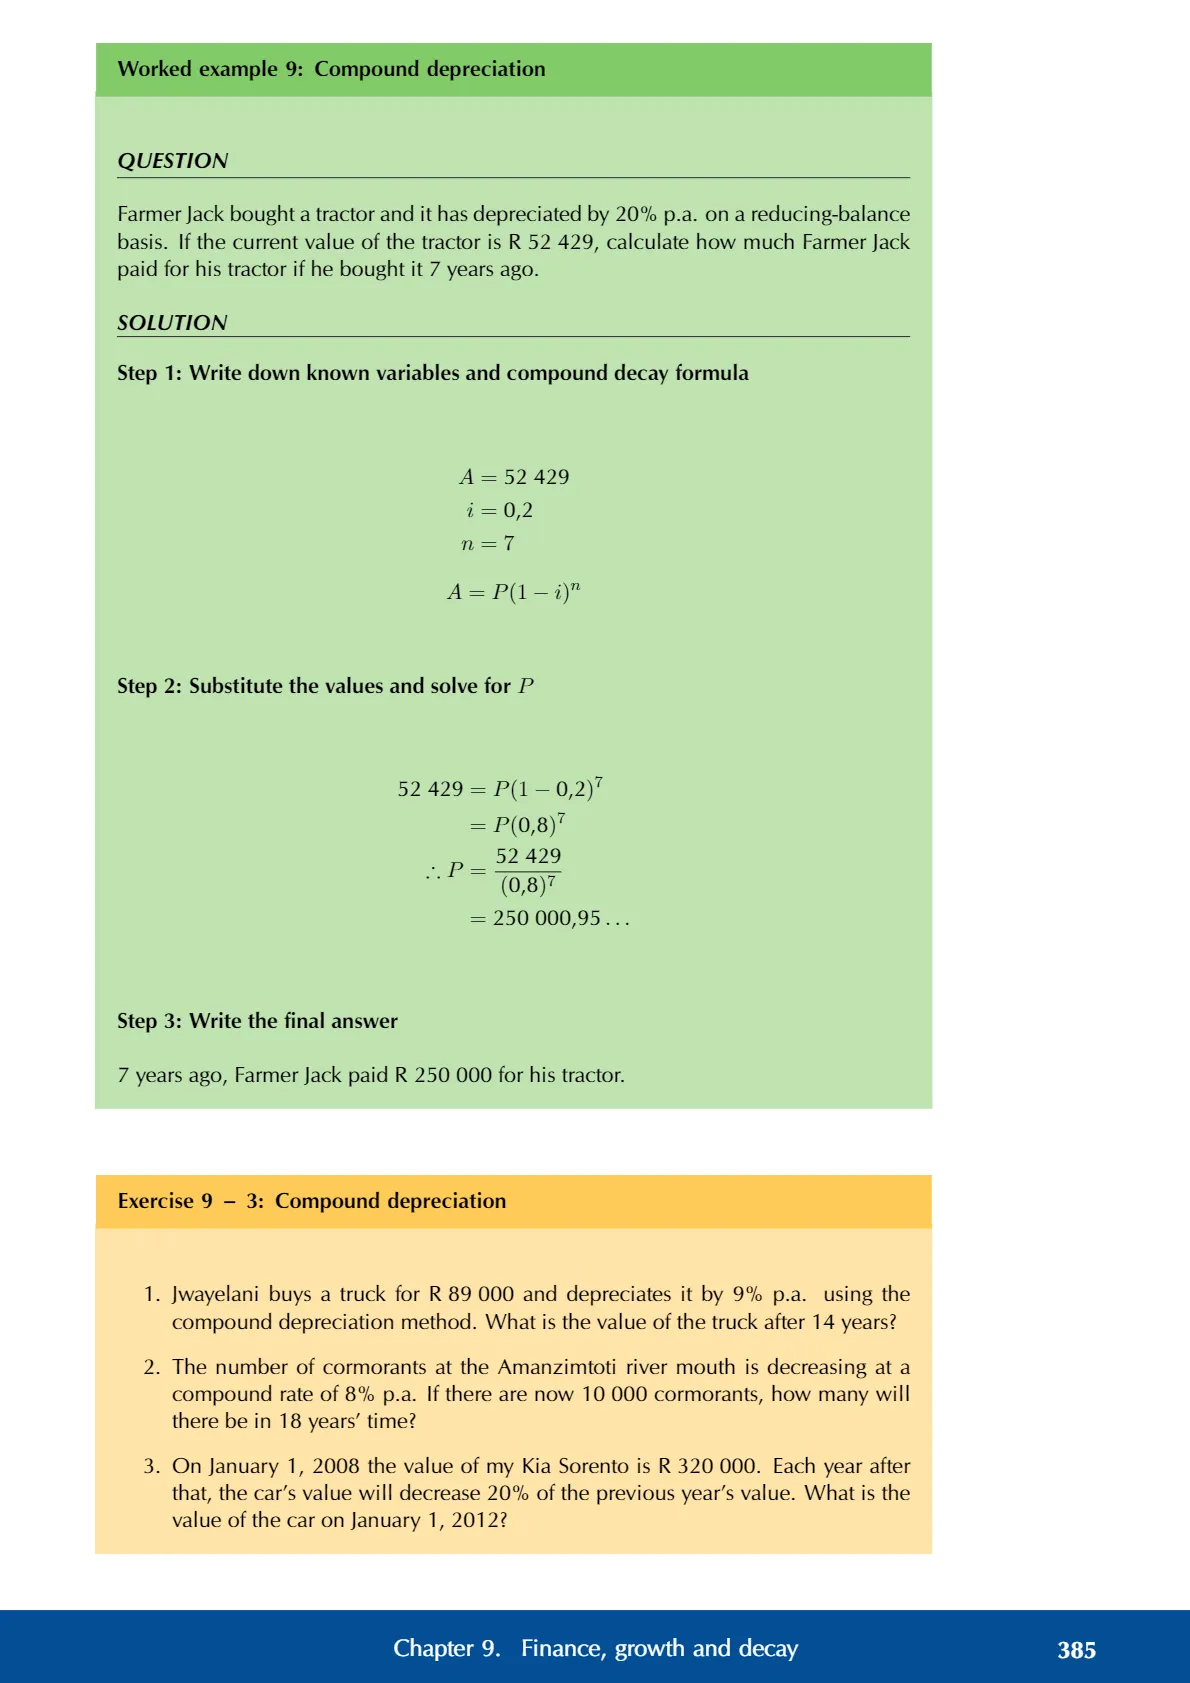 Worked example 9: Compound depreciation
QUESTION
Farmer Jack bought a tractor and it has depreciated by 20% p.a. on a reducing-balance
basis. If the current value of the tractor is R 52 429, calculate how much Farmer Jack
paid for his tractor if he bought it 7 years ago.
SOLUTION
Step 1: Write down known variables and compound decay formula
A = 52 429
i = 0,2
n = 7
A = P(1 − i)ⁿ
Step 2: Substitute the values and solve for P
52 429 = P(1 − 0,2)⁷
= P(0,8)⁷
∴ P = 52 429 / (0,8)⁷
= 250 000,95 . . .
Step 3: Write the final answer
7 years ago, Farmer Jack paid R 250 000 for his tractor.
Exercise 9 – 3: Compound depreciation
1. Jwayelani buys a truck for R 89 000 and depreciates it by 9% p.a. using the
compound depreciation method. What is the value of the truck after 14 years?
2. The number of cormorants at the Amanzimtoti river mouth is decreasing at a
compound rate of 8% p.a. If there are now 10 000 cormorants, how many will
there be in 18 years’ time?
3. On January 1, 2008 the value of my Kia Sorento is R 320 000. Each year after
that, the car’s value will decrease 20% of the previous year’s value. What is the
value of the car on January 1, 2012?
Chapter 9. Finance, growth and decay 385